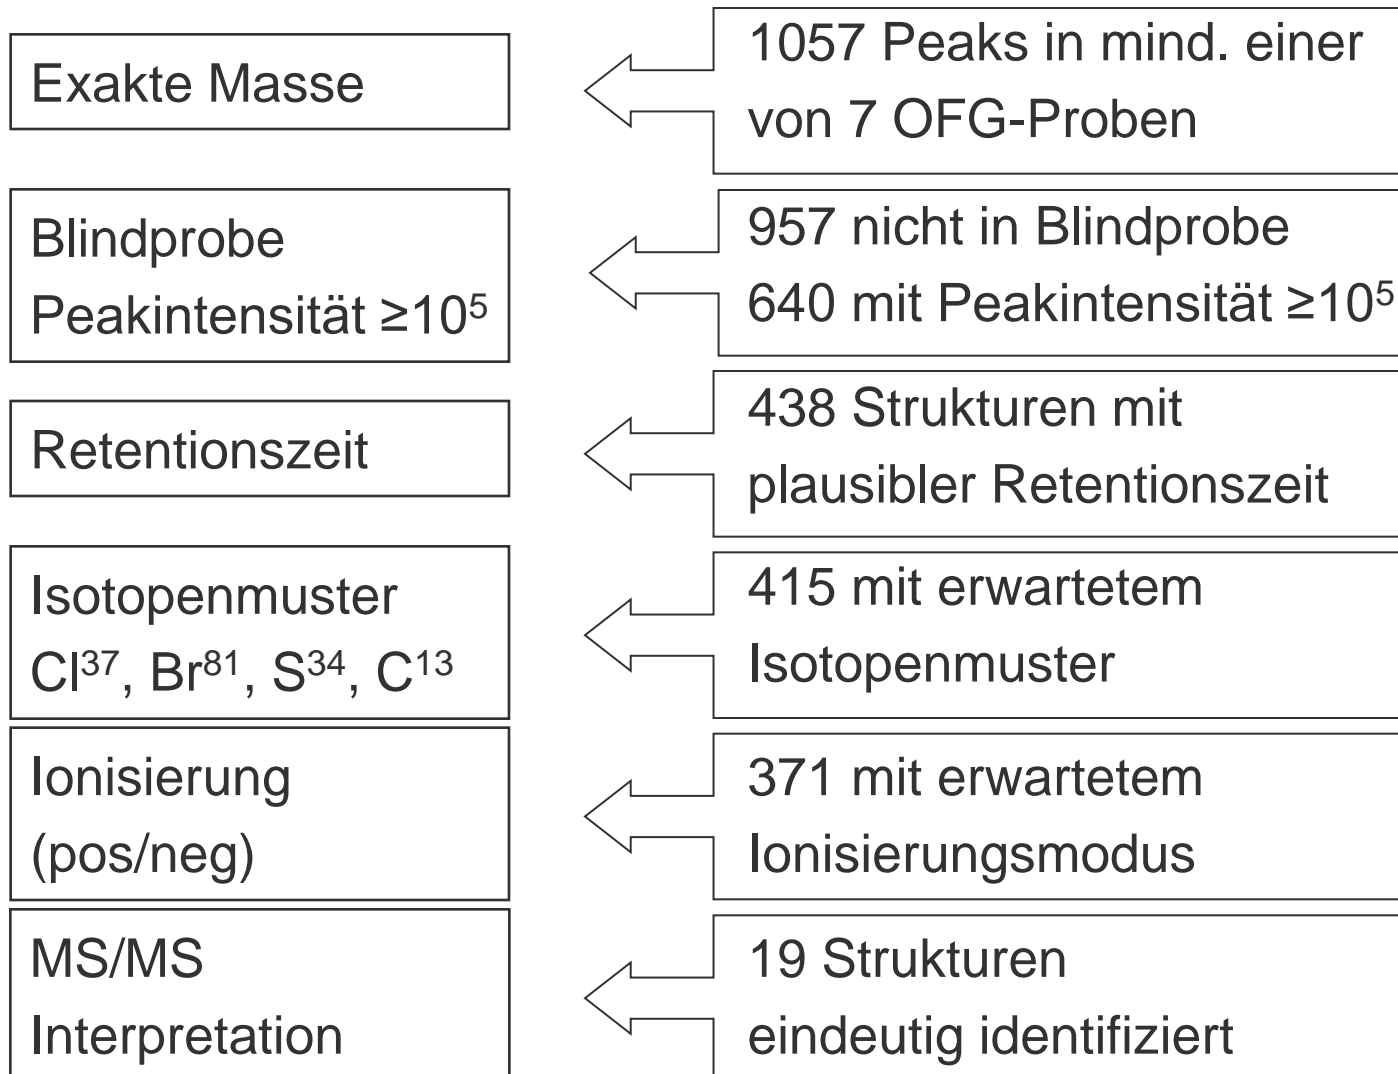 Exakte Masse
1057 Peaks in mind. einer
von 7 OFG-Proben
Blindprobe
Peakintensität ≥10⁵
957 nicht in Blindprobe
640 mit Peakintensität ≥10⁵
Retentionszeit
438 Strukturen mit
plausibler Retentionszeit
Isotopenmuster
Cl³⁷, Br⁸¹, S³⁴, C¹³
415 mit erwartetem
Isotopenmuster
Ionisierung
(pos/neg)
371 mit erwartetem
Ionisierungsmodus
MS/MS
Interpretation
19 Strukturen
eindeutig identifiziert